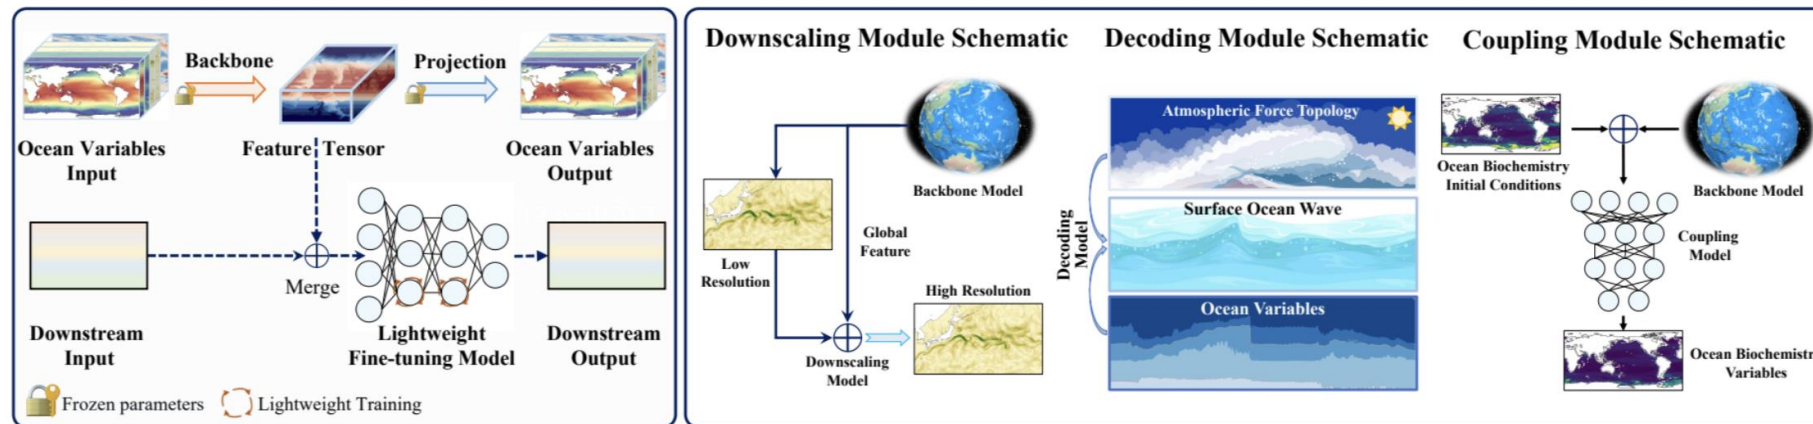 Backbone
Projection
Ocean Variables
Input
Feature Tensor
Ocean Variables
Output
Merge
Downstream
Input
Lightweight
Fine-tuning Model
Downstream
Output
Frozen parameters
Lightweight Training
Downscaling Module Schematic
Backbone Model
Global
Feature
Low
Resolution
High Resolution
Downscaling
Model
Decoding Module Schematic
Atmospheric Force Topology
Surface Ocean Wave
Decoding
Model
Ocean Variables
Coupling Module Schematic
Ocean Biochemistry
Initial Conditions
Backbone Model
Coupling
Model
Ocean Biochemistr
Variables